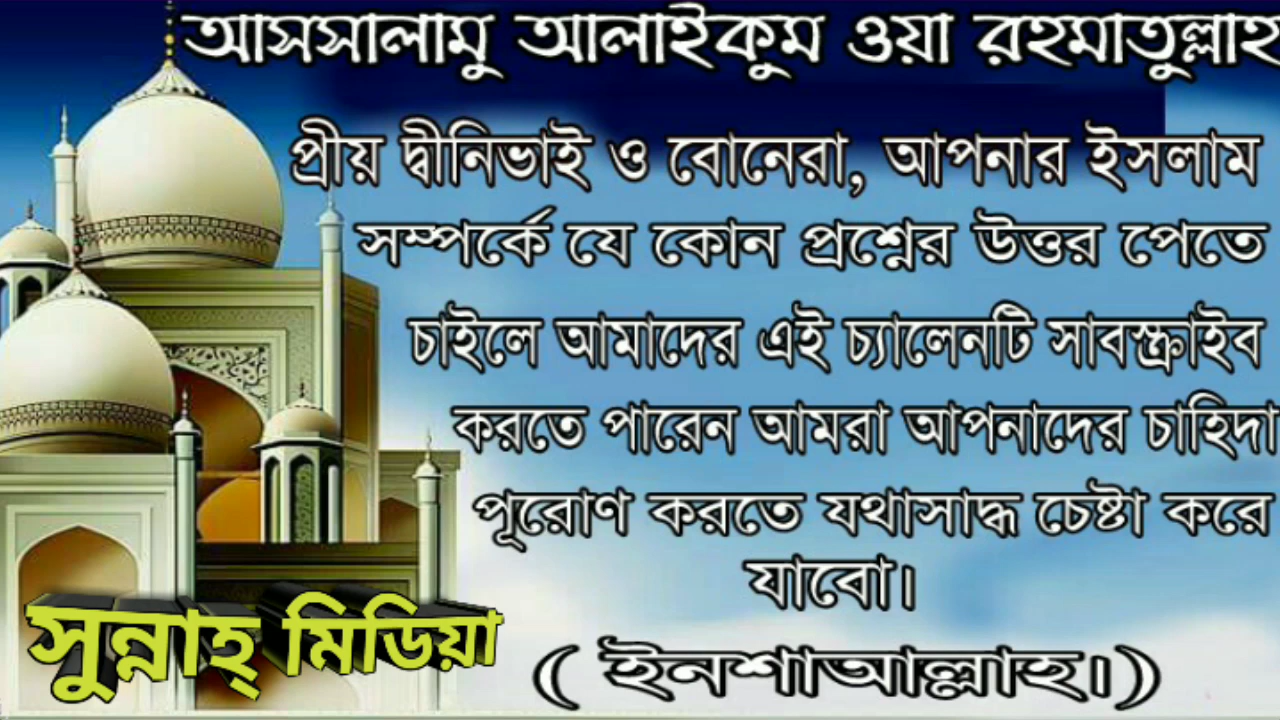 আসসালামু আলাইকুম ওয়া রহমাতুল্লাহ
প্রীয় দ্বীনিভাই ও বোনেরা, আপনার ইসলাম
সম্পর্কে যে কোন প্রশ্নের উত্তর পেতে
চাইলে আমাদের এই চ্যালেনটি সাবস্ক্রাইব
করতে পারেন আমরা আপনাদের চাহিদা
পূরোণ করতে যথাসাদ্ধ চেষ্টা করে
যাবো।
( ইনশাআল্লাহ।)
সুন্নাহ্ মিডিয়া